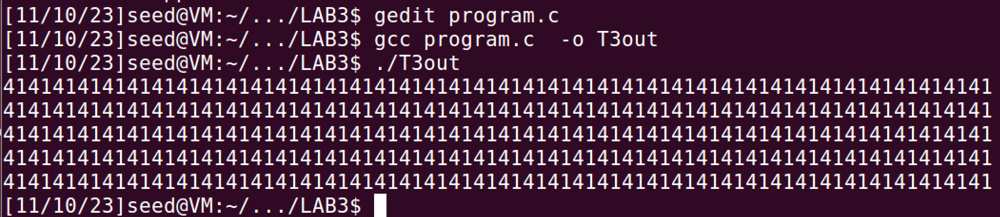 [11/10/23]seed@VM:~/.../LAB3$ gedit program.c
[11/10/23]seed@VM:~/.../LAB3$ gcc program.c  -o T3out
[11/10/23]seed@VM:~/.../LAB3$ ./T3out
41414141414141414141414141414141414141414141414141414141414141414141414141414141
41414141414141414141414141414141414141414141414141414141414141414141414141414141
41414141414141414141414141414141414141414141414141414141414141414141414141414141
41414141414141414141414141414141414141414141414141414141414141414141414141414141
41414141414141414141414141414141414141414141414141414141414141414141414141414141
[11/10/23]seed@VM:~/.../LAB3$